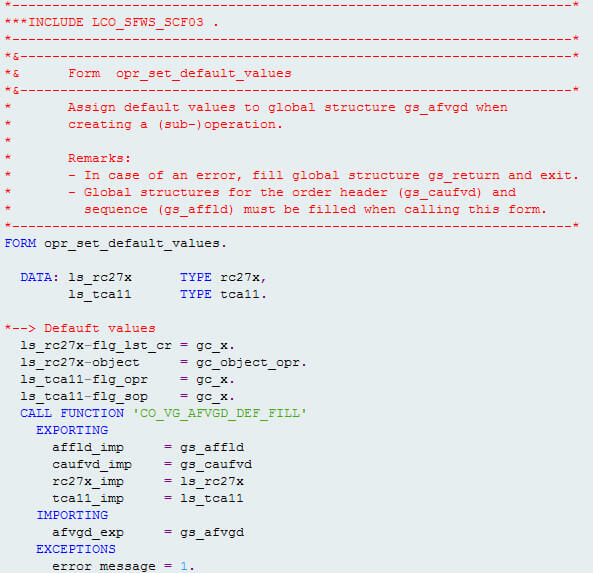 *----------------------------------------------------------------------*
***INCLUDE LCO_SFWS_SCF03 .
*----------------------------------------------------------------------*
*&---------------------------------------------------------------------*
*&      Form  opr_set_default_values
*&---------------------------------------------------------------------*
*       Assign default values to global structure gs_afvgd when
*       creating a (sub-)operation.
*
*       Remarks:
*       - In case of an error, fill global structure gs_return and exit.
*       - Global structures for the order header (gs_caufvd) and
*         sequence (gs_affld) must be filled when calling this form.
*----------------------------------------------------------------------*
FORM opr_set_default_values.
  DATA: ls_rc27x      TYPE rc27x,
        ls_tca11      TYPE tca11.
*--> Default values
  ls_rc27x-flg_lst_cr = gc_x.
  ls_rc27x-object     = gc_object_opr.
  ls_tca11-flg_opr    = gc_x.
  ls_tca11-flg_sop    = gc_x.
  CALL FUNCTION 'CO_VG_AFVGD_DEF_FILL'
    EXPORTING
      affld_imp     = gs_affld
      caufvd_imp    = gs_caufvd
      rc27x_imp     = ls_rc27x
      tca11_imp     = ls_tca11
    IMPORTING
      afvgd_exp     = gs_afvgd
    EXCEPTIONS
      error_message = 1.